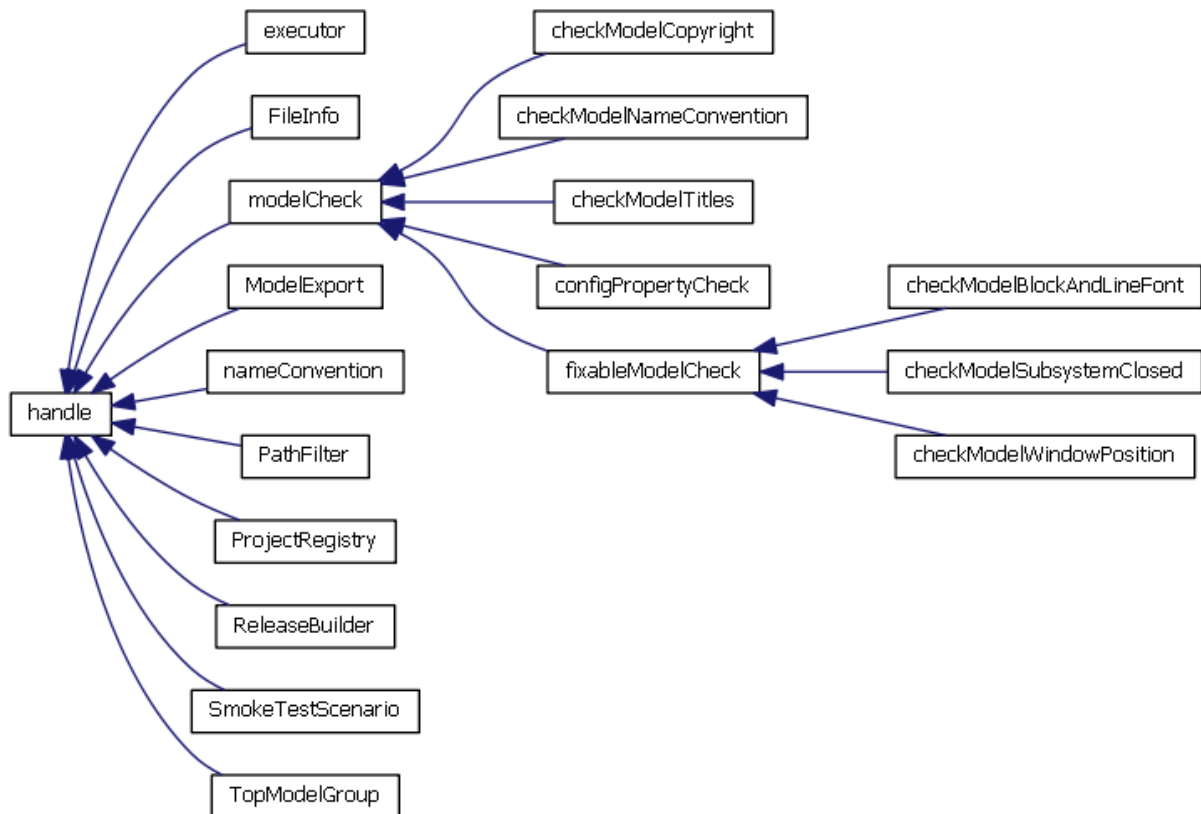 executor
checkModelCopyright
FileInfo
checkModelNameConvention
modelCheck
checkModelTitles
ModelExport
configPropertyCheck
checkModelBlockAndLineFont
nameConvention
fixableModelCheck
checkModelSubsystemClosed
handle
PathFilter
checkModelWindowPosition
ProjectRegistry
ReleaseBuilder
SmokeTestScenario
TopModelGroup